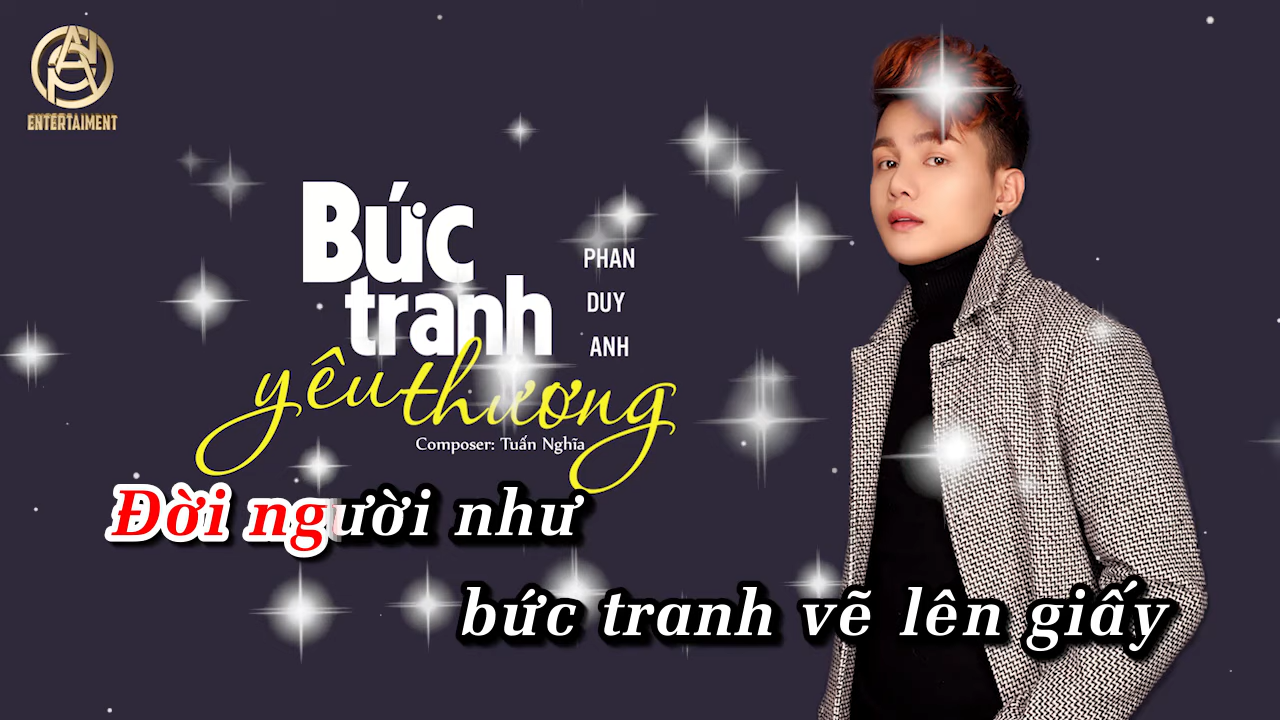 ENTERTAIMENT
Bức
tranh
yêu thương
PHAN
DUY
ANH
Composer: Tuấn Nghĩa
Đời người như
bức tranh vẽ lên giấy